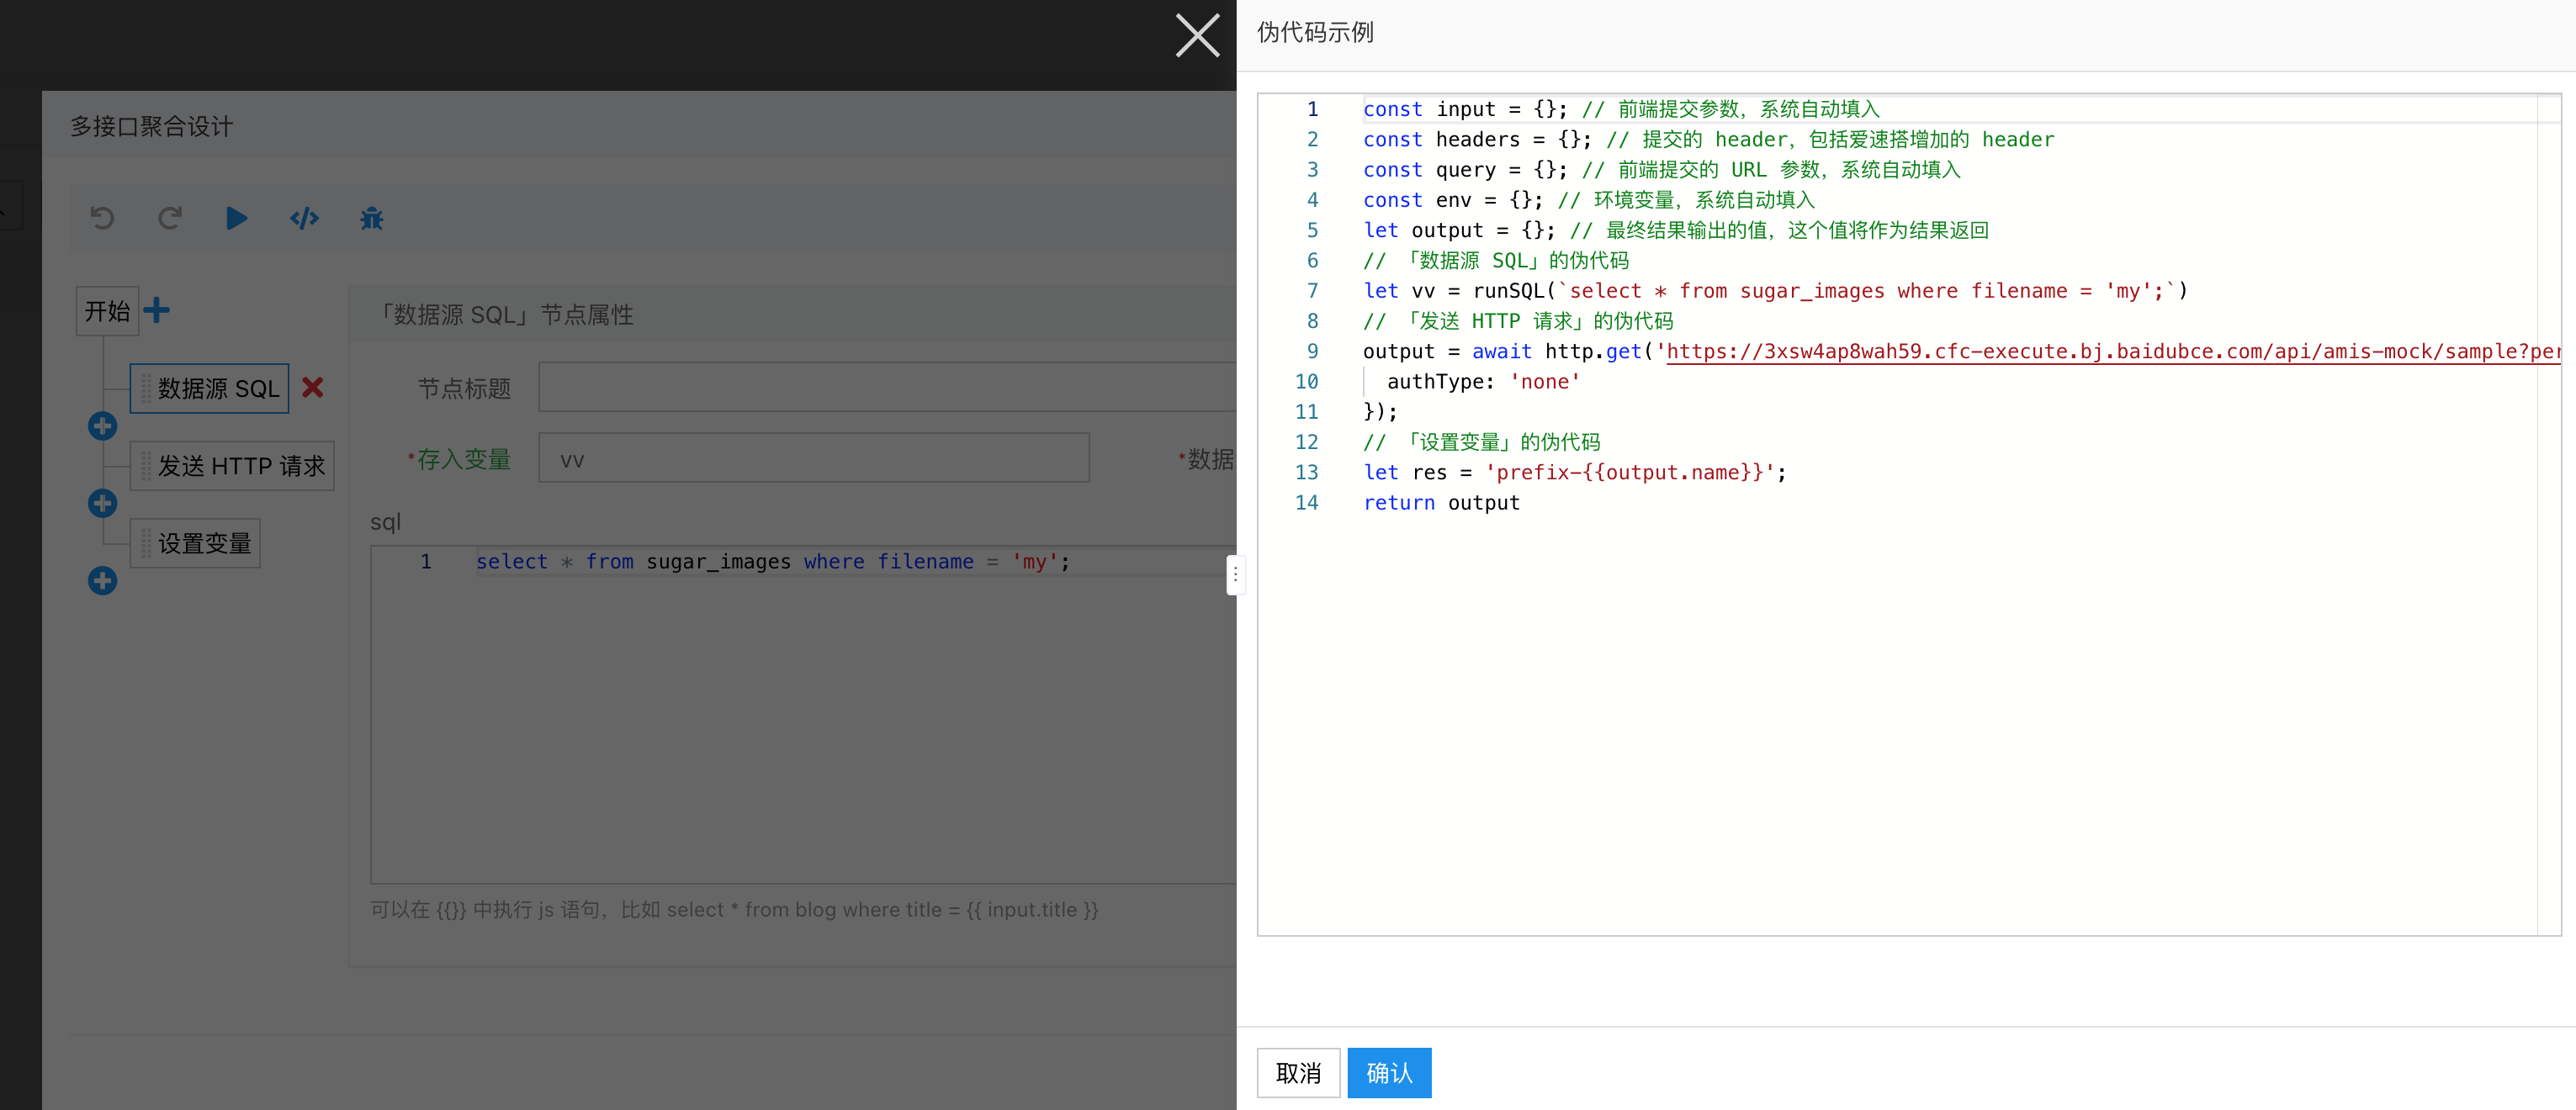 多接口聚合设计
开始
数据源 SQL
发送 HTTP 请求
设置变量
「数据源 SQL」节点属性
节点标题
*存入变量
vv
*数据
sql
1 select * from sugar_images where filename = 'my';
可以在 {{}} 中执行 js 语句，比如 select * from blog where title = {{ input.title }}
伪代码示例
1 const input = {}; // 前端提交参数，系统自动填入
2 const headers = {}; // 提交的 header，包括爱速搭增加的 header
3 const query = {}; // 前端提交的 URL 参数，系统自动填入
4 const env = {}; // 环境变量，系统自动填入
5 let output = {}; // 最终结果输出的值，这个值将作为结果返回
6 // 「数据源 SQL」的伪代码
7 let vv = runSQL(`select * from sugar_images where filename = 'my';`)
8 // 「发送 HTTP 请求」的伪代码
9 output = await http.get('https://3xsw4ap8wah59.cfc-execute.bj.baidubce.com/api/amis-mock/sample?per
10 authType: 'none'
11 });
12 // 「设置变量」的伪代码
13 let res = 'prefix-{{output.name}}';
14 return output
取消
确认